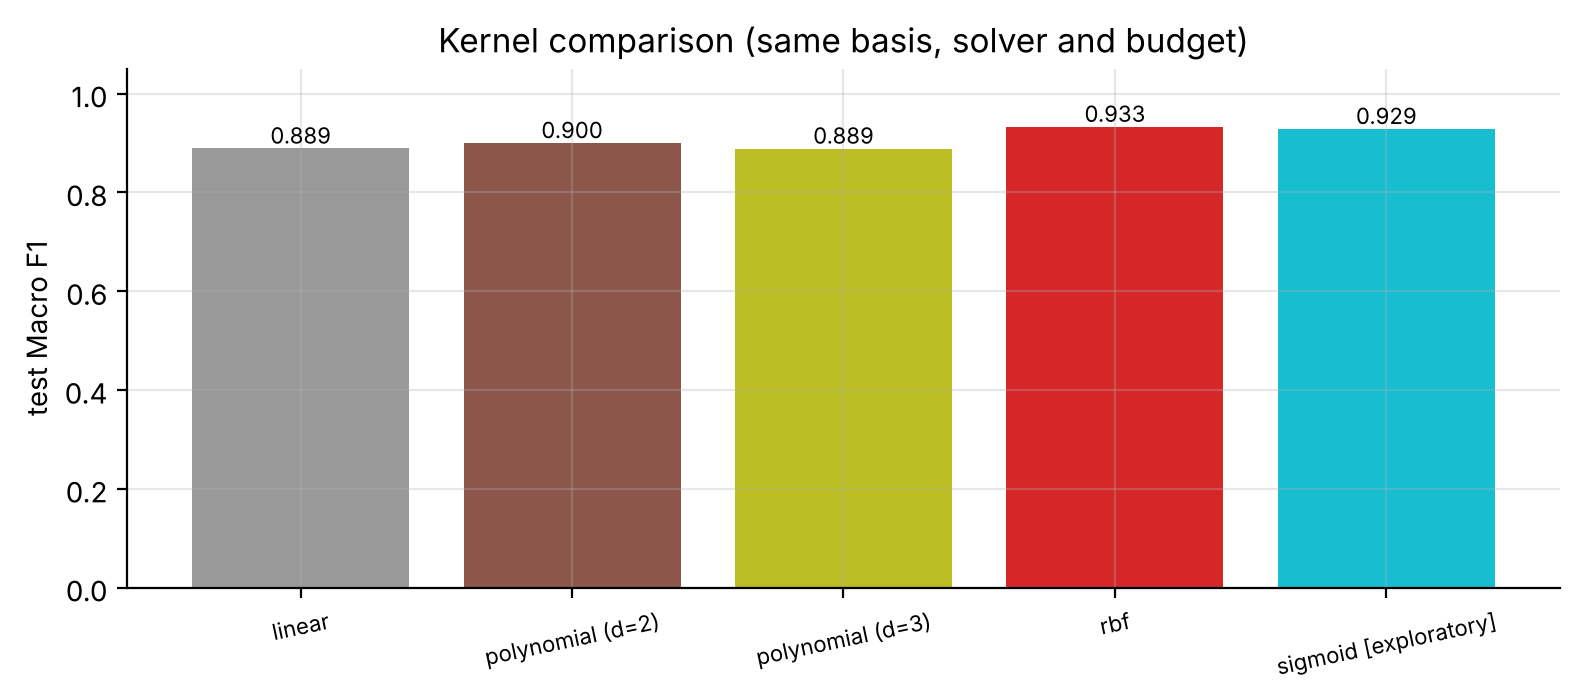 Kernel comparison (same basis, solver and budget)
test Macro F1
1.0
0.8
0.6
0.4
0.2
0.0
0.889
0.900
0.889
0.933
0.929
linear
polynomial (d=2)
polynomial (d=3)
rbf
sigmoid [exploratory]